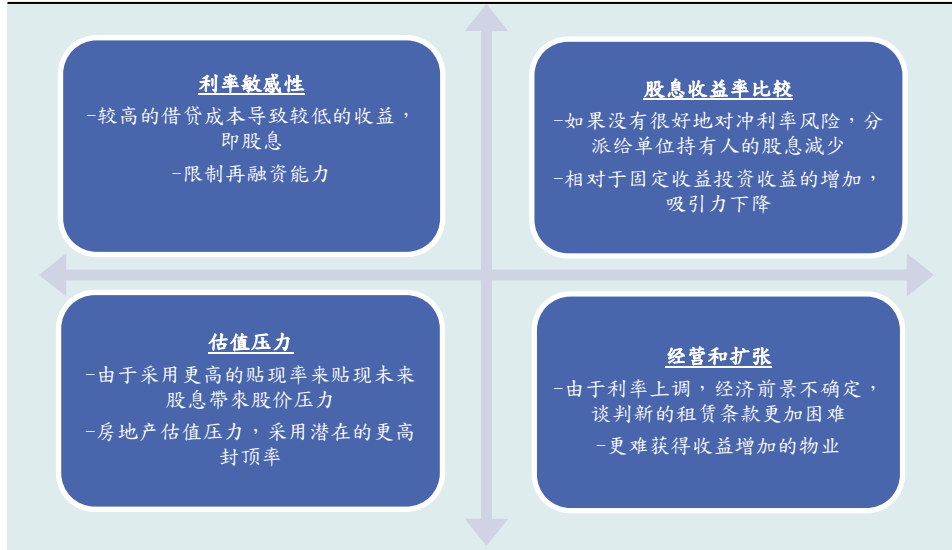 利率敏感性
-较高的借贷成本导致较低的收益，
即股息
-限制再融资能力
股息收益率比较
-如果没有很好地对冲利率风险，分
派给单位持有人的股息减少
-相对于固定收益投资收益的增加，
吸引力下降
估值压力
-由于采用更高的贴现率来贴现未来
股息帶來股价压力
-房地产估值压力，采用潜在的更高
封顶率
经营和扩张
-由于利率上调，经济前景不确定，
谈判新的租赁条款更加困难
-更难获得收益增加的物业